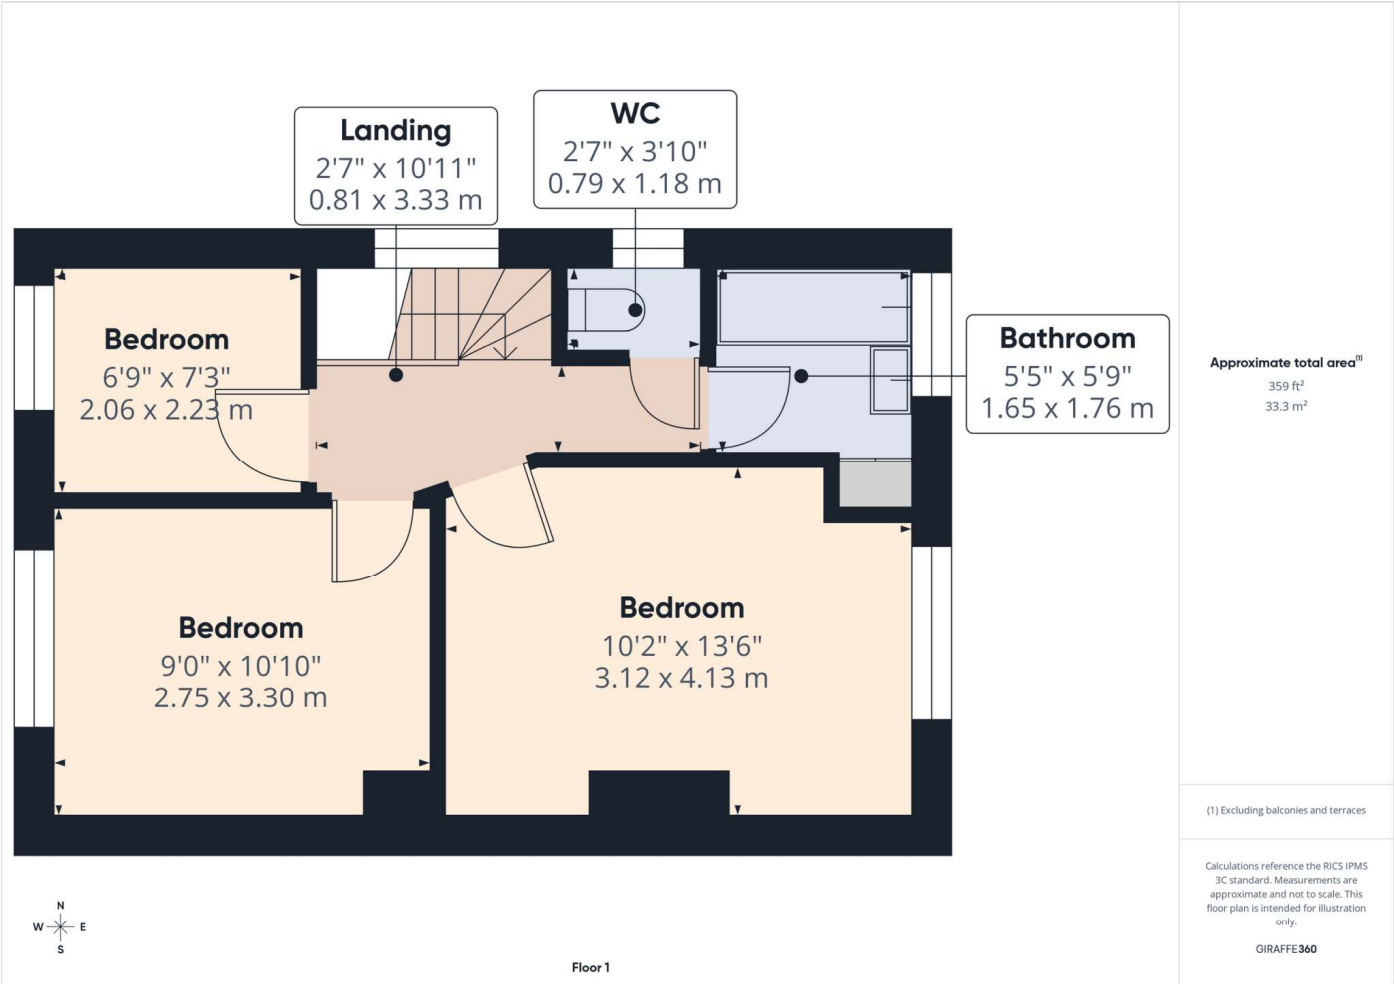 Landing
2'7" x 10'11"
0.81 x 3.33 m
WC
2'7" x 3'10"
0.79 x 1.18 m
Bedroom
6'9" x 7'3"
2.06 x 2.23 m
Bathroom
5'5" x 5'9"
1.65 x 1.76 m
Bedroom
9'0" x 10'10"
2.75 x 3.30 m
Bedroom
10'2" x 13'6"
3.12 x 4.13 m
N
W E
S
Floor 1
Approximate total area(1)
359 ft²
33.3 m²
(1) Excluding balconies and terraces
Calculations reference the RICS IPMS
3C standard. Measurements are
approximate and not to scale. This
floor plan is intended for illustration
only.
GIRAFFE360